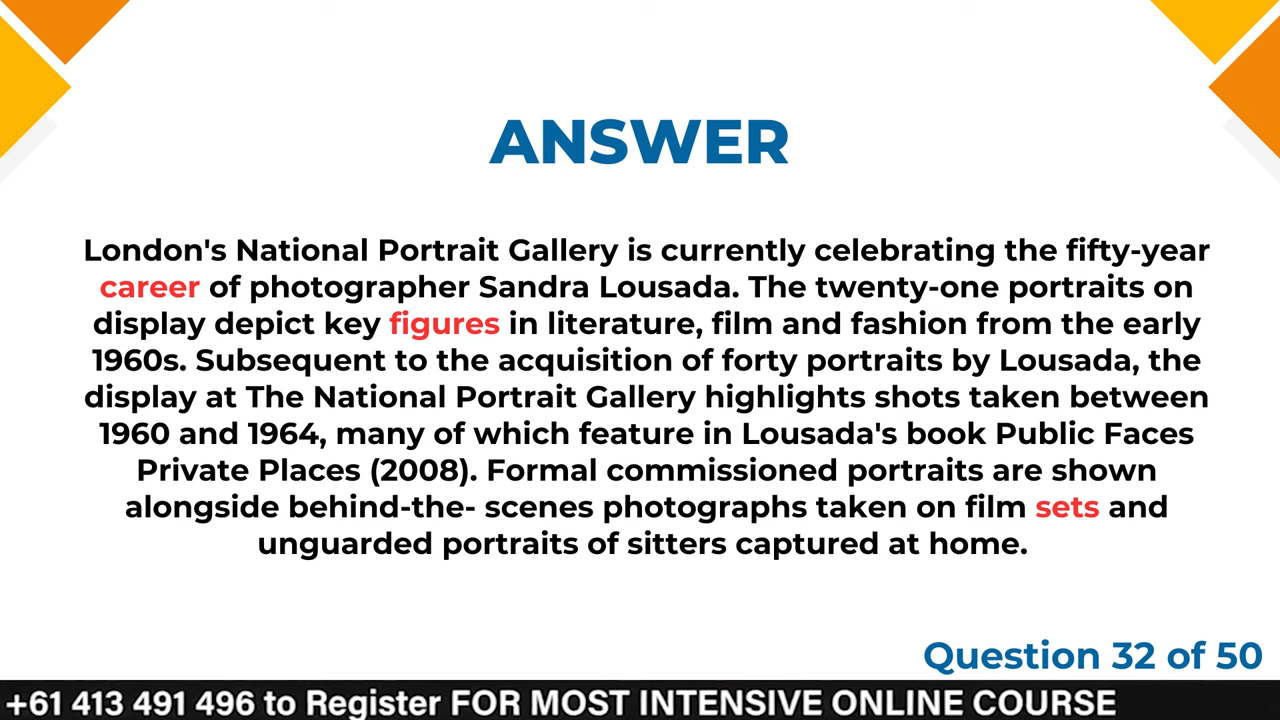 ANSWER
London's National Portrait Gallery is currently celebrating the fifty-year
career of photographer Sandra Lousada. The twenty-one portraits on
display depict key figures in literature, film and fashion from the early
1960s. Subsequent to the acquisition of forty portraits by Lousada, the
display at The National Portrait Gallery highlights shots taken between
1960 and 1964, many of which feature in Lousada's book Public Faces
Private Places (2008). Formal commissioned portraits are shown
alongside behind-the- scenes photographs taken on film sets and
unguarded portraits of sitters captured at home.
Question 32 of 50
+61 413 491 496 to Register FOR MOST INTENSIVE ONLINE COURSE